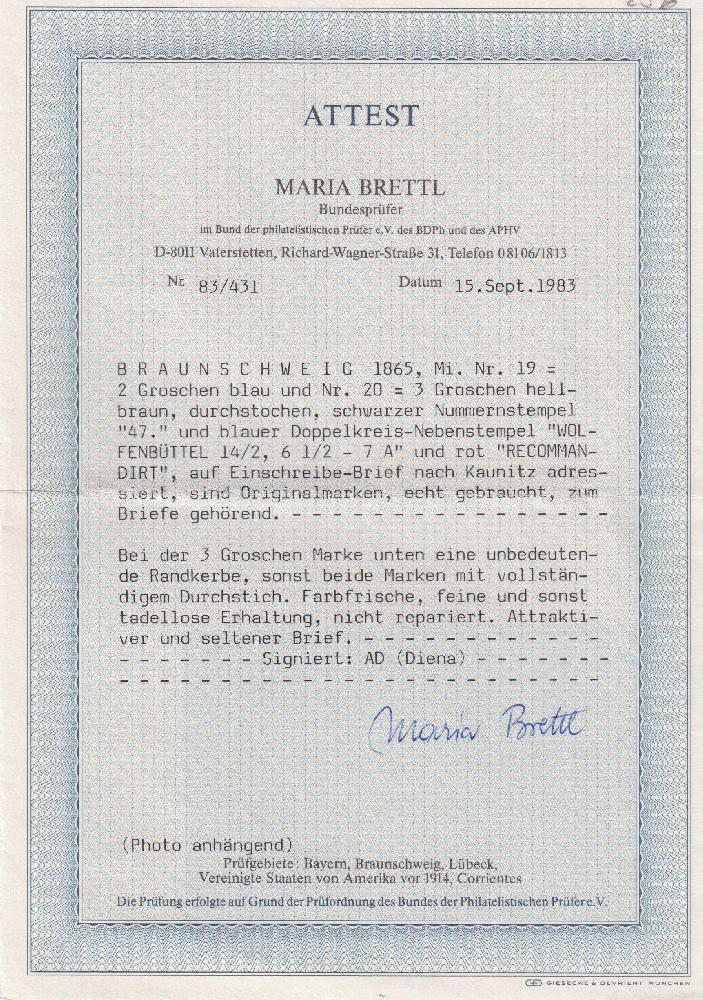 ATTEST
MARIA BRETTL
Bundesprüfer
im Bund der philatelistischen Prüfer e.V. des BDPh und des APHV
D-8011 Vaterstetten, Richard-Wagner-Straße 31, Telefon 08106/1813
Nr. 83/431 Datum 15.Sept.1983
B R A U N S C H W E I G 1865, Mi. Nr. 19 =
2 Groschen blau und Nr. 20 = 3 Groschen hell-
braun, durchstochen, schwarzer Nummernstempel
"47." und blauer Doppelkreis-Nebenstempel "WOL-
FENBÜTTEL 14/2, 6 1/2 - 7 A" und rot "RECOMMAN-
DIRT", auf Einschreibe-Brief nach Kaunitz adres-
siert, sind Originalmarken, echt gebraucht, zum
Briefe gehörend. - - - - - - - - - - - - - - - -
Bei der 3 Groschen Marke unten eine unbedeuten-
de Randkerbe, sonst beide Marken mit vollstän-
digem Durchstich. Farbfrische, feine und sonst
tadellose Erhaltung, nicht repariert. Attrakti-
ver und seltener Brief. - - - - - - - - - - - -
- - - - - - - Signiert: AD (Diena) - - - - - - -
- - - - - - - - - - - - - - - - - - - - - - - -
Maria Brettl
(Photo anhängend)
Prüfgebiete: Bayern, Braunschweig, Lübeck,
Vereinigte Staaten von Amerika vor 1914, Corrientes
Die Prüfung erfolgte auf Grund der Prüfordnung des Bundes der Philatelistischen Prüfer e.V.
GIESECKE & DEVRIENT MÜNCHEN